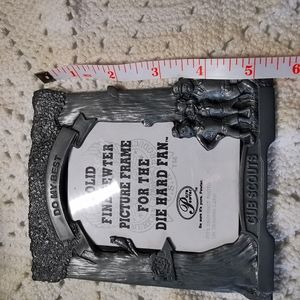 1 2 3 4 5 6
DO MY BEST
SOLID
FINE PEWTER
PICTURE FRAME
FOR THE
DIE HARD FAN
TM
CUB SCOUTS